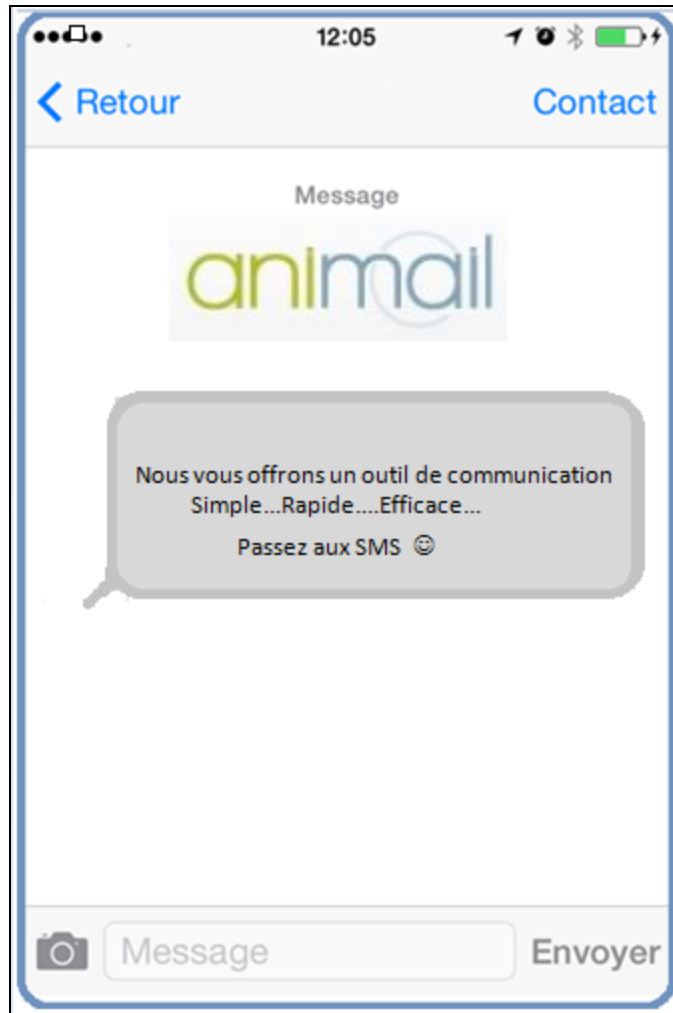 12:05
Retour Contact
Message
animail
Nous vous offrons un outil de communication
Simple...Rapide....Efficace...
Passez aux SMS ☺
Message Envoyer